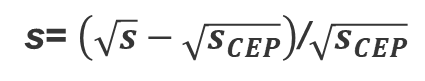 s= (√s − √s_CEP)/√s_CEP